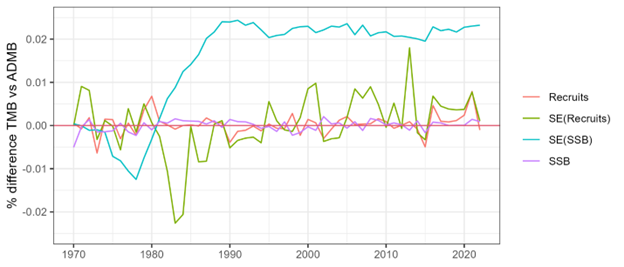 % difference TMB vs ADMB
0.02
0.01
0.00
-0.01
-0.02
1970
1980
1990
2000
2010
2020
Recruits
SE(Recruits)
SE(SSB)
SSB